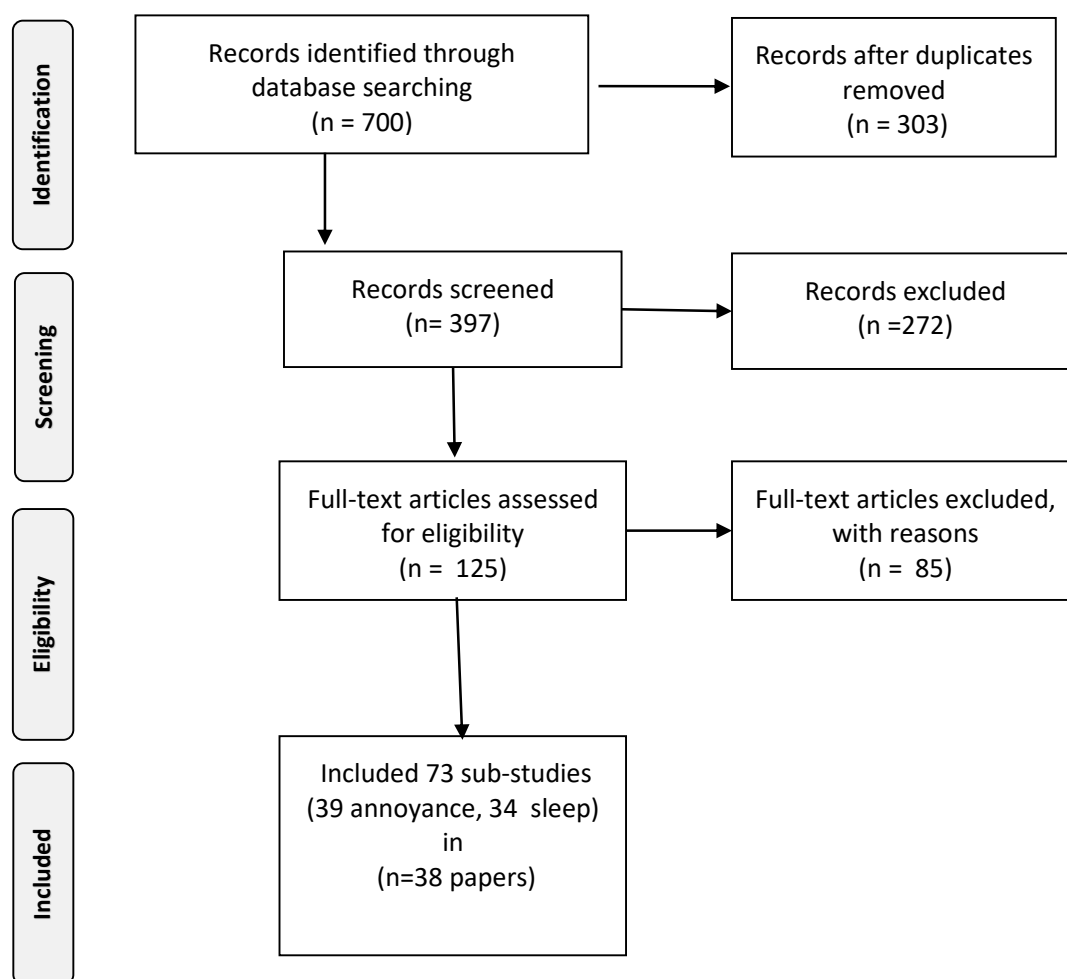 Identification
Records identified through
database searching
(n = 700)
Records after duplicates
removed
(n = 303)
Screening
Records screened
(n= 397)
Records excluded
(n =272)
Eligibility
Full-text articles assessed
for eligibility
(n = 125)
Full-text articles excluded,
with reasons
(n = 85)
Included
Included 73 sub-studies
(39 annoyance, 34 sleep)
in
(n=38 papers)